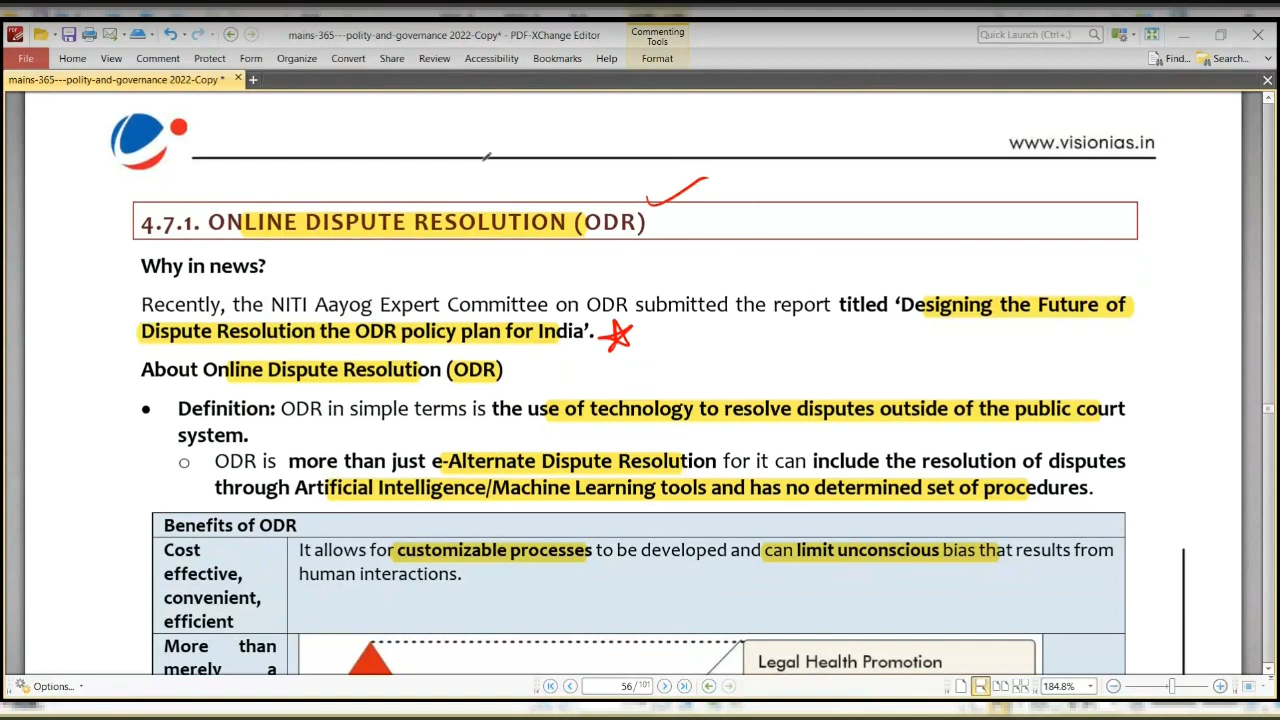 mains-365---polity-and-governance 2022-Copy* - PDF-XChange Editor
Commenting Tools
Quick Launch (Ctrl+.)
File Home View Comment Protect Form Organize Convert Share Review Accessibility Bookmarks Help Format Find... Search...
mains-365---polity-and-governance 2022-Copy *
www.visionias.in
4.7.1. ONLINE DISPUTE RESOLUTION (ODR)
Why in news?
Recently, the NITI Aayog Expert Committee on ODR submitted the report titled ‘Designing the Future of
Dispute Resolution the ODR policy plan for India’.
About Online Dispute Resolution (ODR)
• Definition: ODR in simple terms is the use of technology to resolve disputes outside of the public court
system.
o ODR is more than just e-Alternate Dispute Resolution for it can include the resolution of disputes
through Artificial Intelligence/Machine Learning tools and has no determined set of procedures.
Benefits of ODR
Cost
effective,
convenient,
efficient
It allows for customizable processes to be developed and can limit unconscious bias that results from
human interactions.
More than
merely a
Legal Health Promotion
Options...
56/101
184.8%